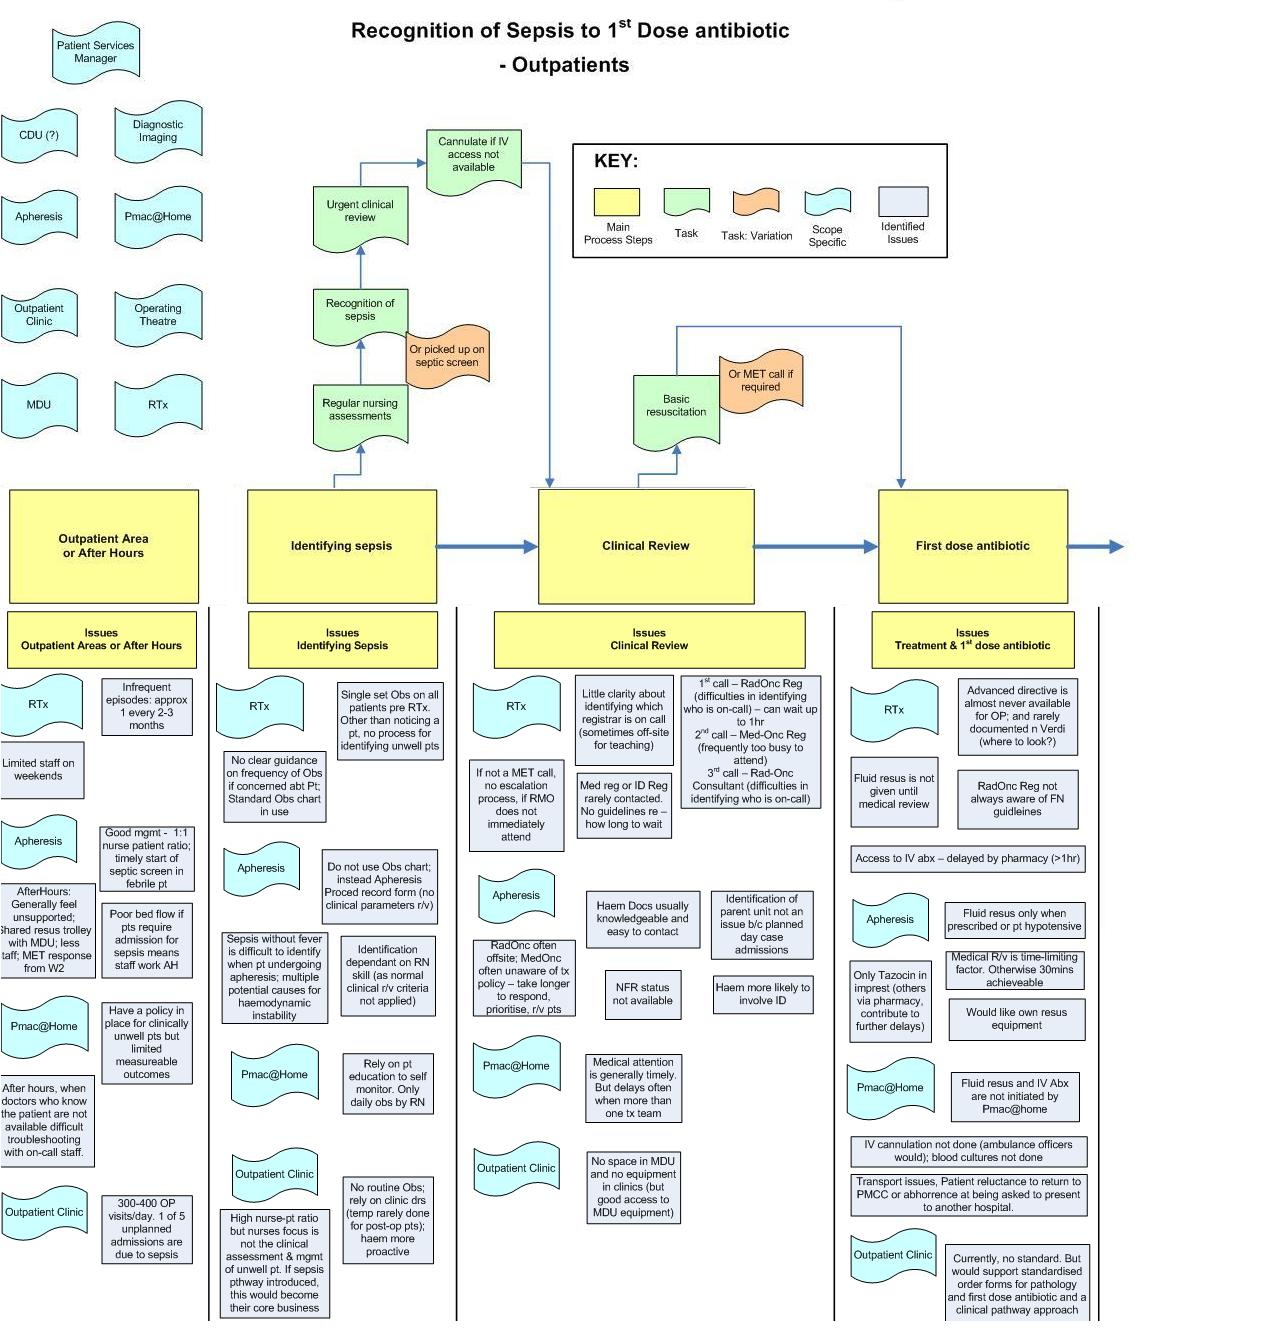 Recognition of Sepsis to 1st Dose antibiotic
- Outpatients
Patient Services
Manager
CDU (?)
Diagnostic
Imaging
Apheresis
Pmac@Home
Outpatient
Clinic
Operating
Theatre
MDU
RTx
Cannulate if IV
access not
available
Urgent clinical
review
Recognition of
sepsis
Or picked up on
septic screen
Regular nursing
assessments
KEY:
Main
Process Steps
Task
Task: Variation
Scope
Specific
Identified
Issues
Or MET call if
required
Basic
resuscitation
Outpatient Area
or After Hours
Identifying sepsis
Clinical Review
First dose antibiotic
Issues
Outpatient Areas or After Hours
RTx
Infrequent
episodes: approx
1 every 2-3
months
Limited staff on
weekends
Apheresis
Good mgmt - 1:1
nurse patient ratio;
timely start of
septic screen in
febrile pt
AfterHours:
Generally feel
unsupported;
Shared resus trolley
with MDU; less
taff; MET response
from W2
Poor bed flow if
pts require
admission for
sepsis means
staff work AH
Pmac@Home
Have a policy in
place for clinically
unwell pts but
limited
measureable
outcomes
After hours, when
doctors who know
the patient are not
available difficult
troubleshooting
with on-call staff.
Outpatient Clinic
300-400 OP
visits/day. 1 of 5
unplanned
admissions are
due to sepsis
Issues
Identifying Sepsis
RTx
Single set Obs on all
patients pre RTx.
Other than noticing a
pt, no process for
identifying unwell pts
No clear guidance
on frequency of Obs
if concerned abt Pt;
Standard Obs chart
in use
Apheresis
Do not use Obs chart;
instead Apheresis
Proced record form (no
clinical parameters r/v)
Sepsis without fever
is difficult to identify
when pt undergoing
apheresis; multiple
potential causes for
haemodynamic
instability
Identification
dependant on RN
skill (as normal
clinical r/v criteria
not applied)
Pmac@Home
Rely on pt
education to self
monitor. Only
daily obs by RN
Outpatient Clinic
No routine Obs;
rely on clinic drs
(temp rarely done
for post-op pts);
haem more
proactive
High nurse-pt ratio
but nurses focus is
not the clinical
assessment & mgmt
of unwell pt. If sepsis
pthway introduced,
this would become
their core business
Issues
Clinical Review
RTx
Little clarity about
identifying which
registrar is on call
(sometimes off-site
for teaching)
1st call – RadOnc Reg
(difficulties in identifying
who is on-call) – can wait up
to 1hr
2nd call – Med-Onc Reg
(frequently too busy to
attend)
3rd call – Rad-Onc
Consultant (difficulties in
identifying who is on-call)
If not a MET call,
no escalation
process, if RMO
does not
immediately
attend
Med reg or ID Reg
rarely contacted.
No guidelines re –
how long to wait
Apheresis
Haem Docs usually
knowledgeable and
easy to contact
Identification of
parent unit not an
issue b/c planned
day case
admissions
RadOnc often
offsite; MedOnc
often unaware of tx
policy – take longer
to respond,
prioritise, r/v pts
NFR status
not available
Haem more likely to
involve ID
Pmac@Home
Medical attention
is generally timely.
But delays often
when more than
one tx team
Outpatient Clinic
No space in MDU
and no equipment
in clinics (but
good access to
MDU equipment)
Issues
Treatment & 1st dose antibiotic
RTx
Advanced directive is
almost never available
for OP; and rarely
documented n Verdi
(where to look?)
Fluid resus is not
given until
medical review
RadOnc Reg not
always aware of FN
guidleines
Access to IV abx – delayed by pharmacy (>1hr)
Apheresis
Fluid resus only when
prescribed or pt hypotensive
Only Tazocin in
imprest (others
via pharmacy,
contribute to
further delays)
Medical R/v is time-limiting
factor. Otherwise 30mins
achieveable
Would like own resus
equipment
Pmac@Home
Fluid resus and IV Abx
are not initiated by
Pmac@home
IV cannulation not done (ambulance officers
would); blood cultures not done
Transport issues, Patient reluctance to return to
PMCC or abhorrence at being asked to present
to another hospital.
Outpatient Clinic
Currently, no standard. But
would support standardised
order forms for pathology
and first dose antibiotic and a
clinical pathway approach